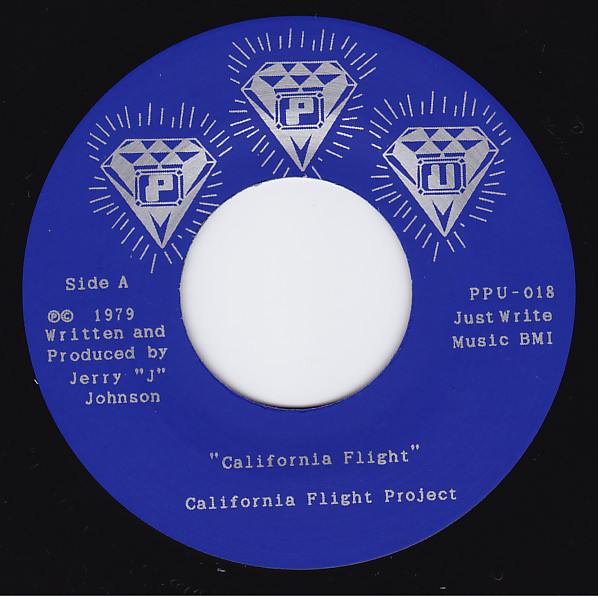 P P U
Side A
℗© 1979
Written and
Produced by
Jerry "J"
Johnson
PPU-018
Just Write
Music BMI
"California Flight"
California Flight Project